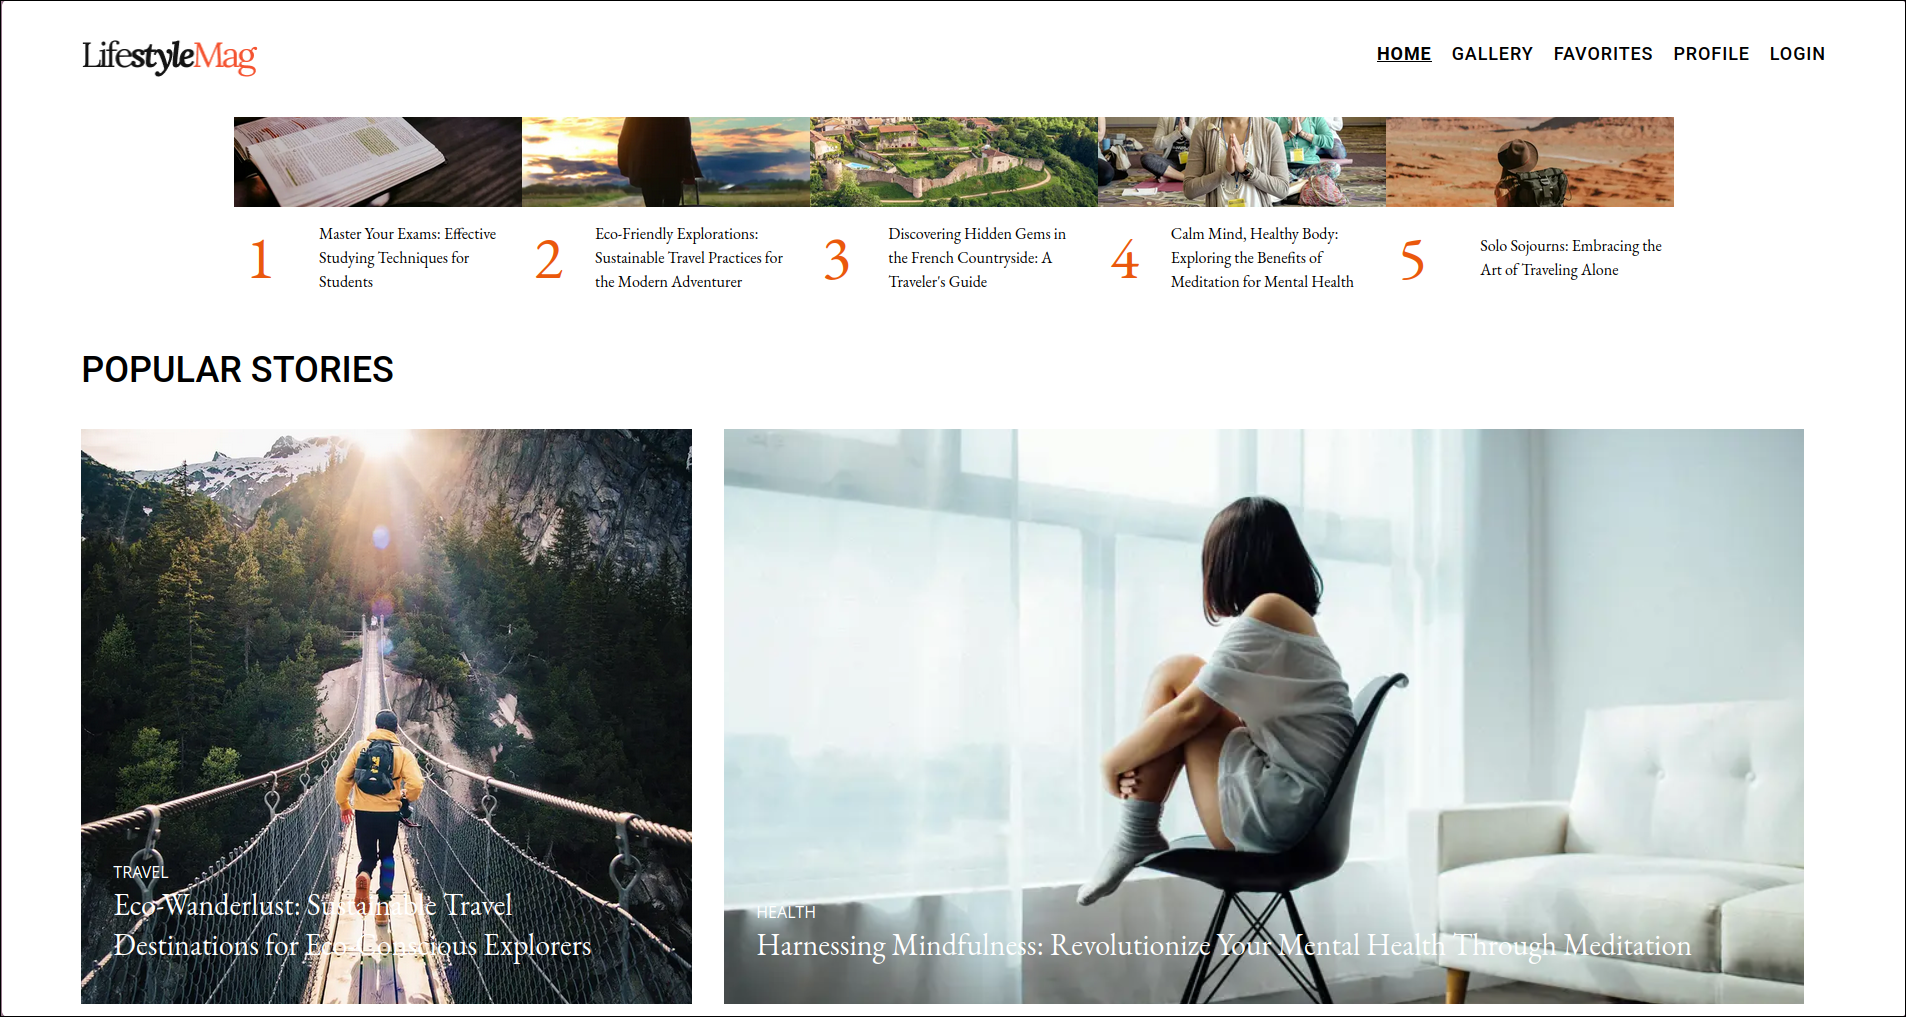 LifestyleMag
HOME GALLERY FAVORITES PROFILE LOGIN
1
Master Your Exams: Effective
Studying Techniques for
Students
2
Eco-Friendly Explorations:
Sustainable Travel Practices for
the Modern Adventurer
3
Discovering Hidden Gems in
the French Countryside: A
Traveler's Guide
4
Calm Mind, Healthy Body:
Exploring the Benefits of
Meditation for Mental Health
5
Solo Sojourns: Embracing the
Art of Traveling Alone
POPULAR STORIES
TRAVEL
Eco-Wanderlust: Sustainable Travel
Destinations for Eco-Conscious Explorers
HEALTH
Harnessing Mindfulness: Revolutionize Your Mental Health Through Meditation